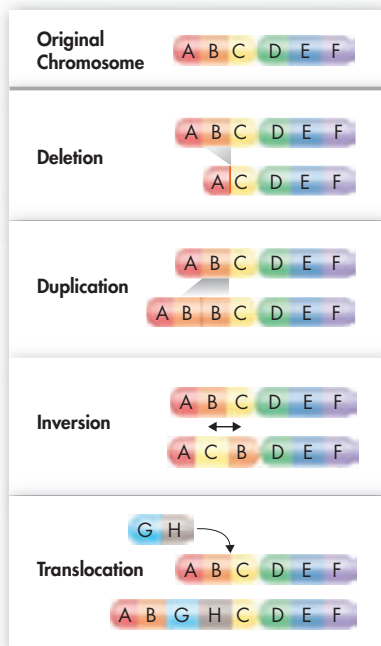 Original
Chromosome
A B C D E F
Deletion
A B C D E F
A C D E F
Duplication
A B C D E F
A B B C D E F
Inversion
A B C D E F
A C B D E F
Translocation
G H
A B C D E F
A B G H C D E F